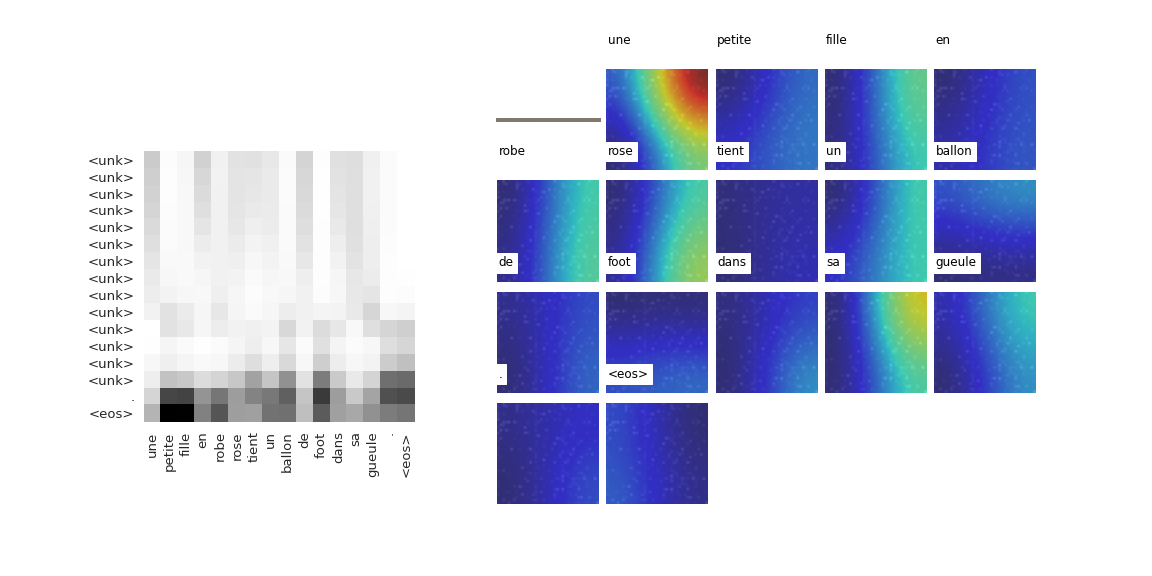 <unk>
<unk>
<unk>
<unk>
<unk>
<unk>
<unk>
<unk>
<unk>
<unk>
<unk>
<unk>
<unk>
<unk>
.
<eos>
une petite fille en robe rose tient un ballon de foot dans sa gueule . <eos>
une petite fille en
robe rose tient un ballon
de foot dans sa gueule
. <eos>